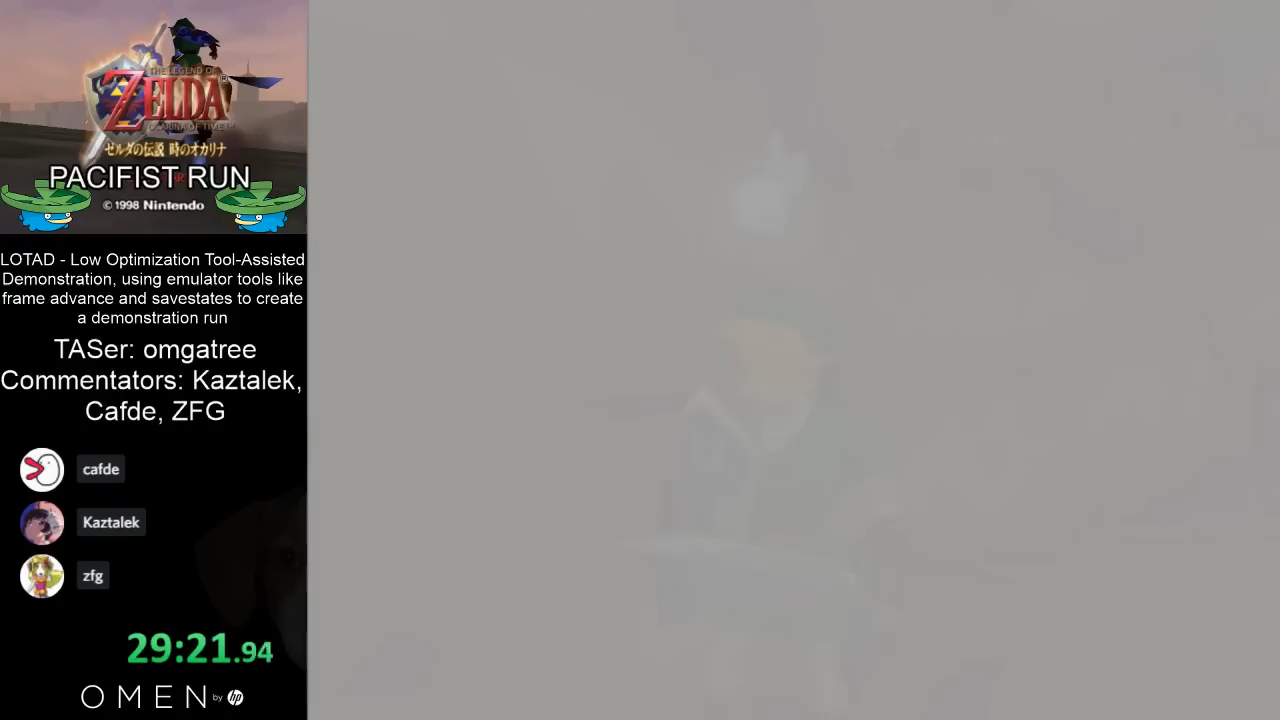 THE LEGEND OF
ZELDA
OCARINA OF TIME
ゼルダの伝説 時のオカリナ
PACIFIST RUN
© 1998 Nintendo
LOTAD - Low Optimization Tool-Assisted
Demonstration, using emulator tools like
frame advance and savestates to create
a demonstration run
TASer: omgatree
Commentators: Kaztalek,
Cafde, ZFG
cafde
Kaztalek
zfg
29:21.94
OMEN by hp